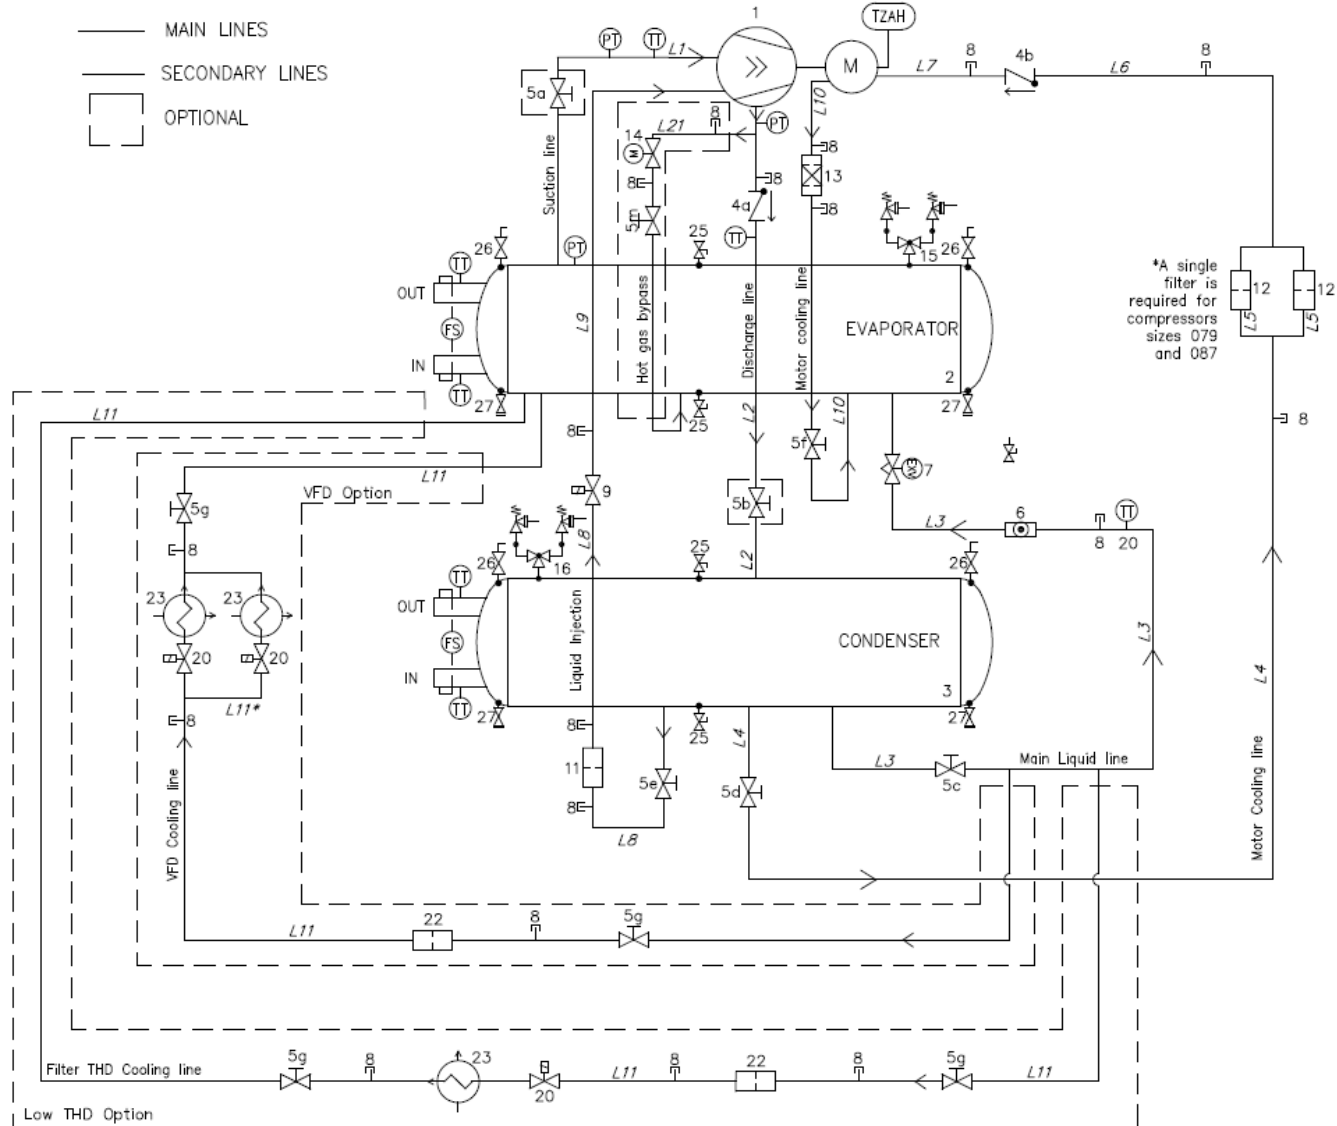 MAIN LINES
SECONDARY LINES
OPTIONAL
1
TZAH
PT
TT
L1
M
8
4b
L7
L6
8
5a
L10
Suction line
14
L21
8
PT
M
8
8
13
8
4a
8
5m
TT
25
26
PT
15
26
TT
OUT
FS
IN
TT
L9
Hot gas bypass
Discharge line
Motor cooling line
EVAPORATOR
2
*A single
filter is
required for
compressors
sizes 079
and 087
12
12
L5
L5
27
25
27
L11
L2
L10
8
8
5f
EXV
7
L11
VFD Option
5g
9
5b
L3
6
8
TT
20
8
L8
L2
16
26
25
26
TT
OUT
FS
IN
TT
Liquid Injection
CONDENSER
3
23
23
20
20
L11*
8
L3
L4
27
8
25
27
L4
11
5e
5d
L3
5c
Main Liquid line
8
L8
VFD Cooling line
Motor Cooling line
L11
22
8
5g
Filter THD Cooling line
5g
8
23
20
L11
8
22
8
5g
L11
Low THD Option